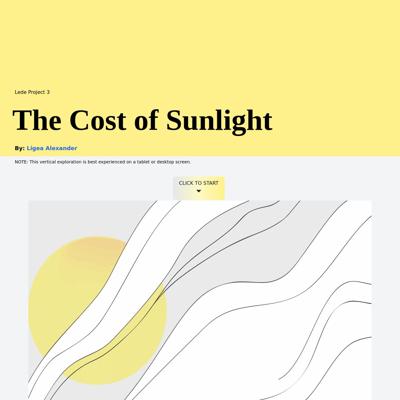 Lede Project 3
The Cost of Sunlight
By: Ligea Alexander
NOTE: This vertical exploration is best experienced on a tablet or desktop screen.
CLICK TO START